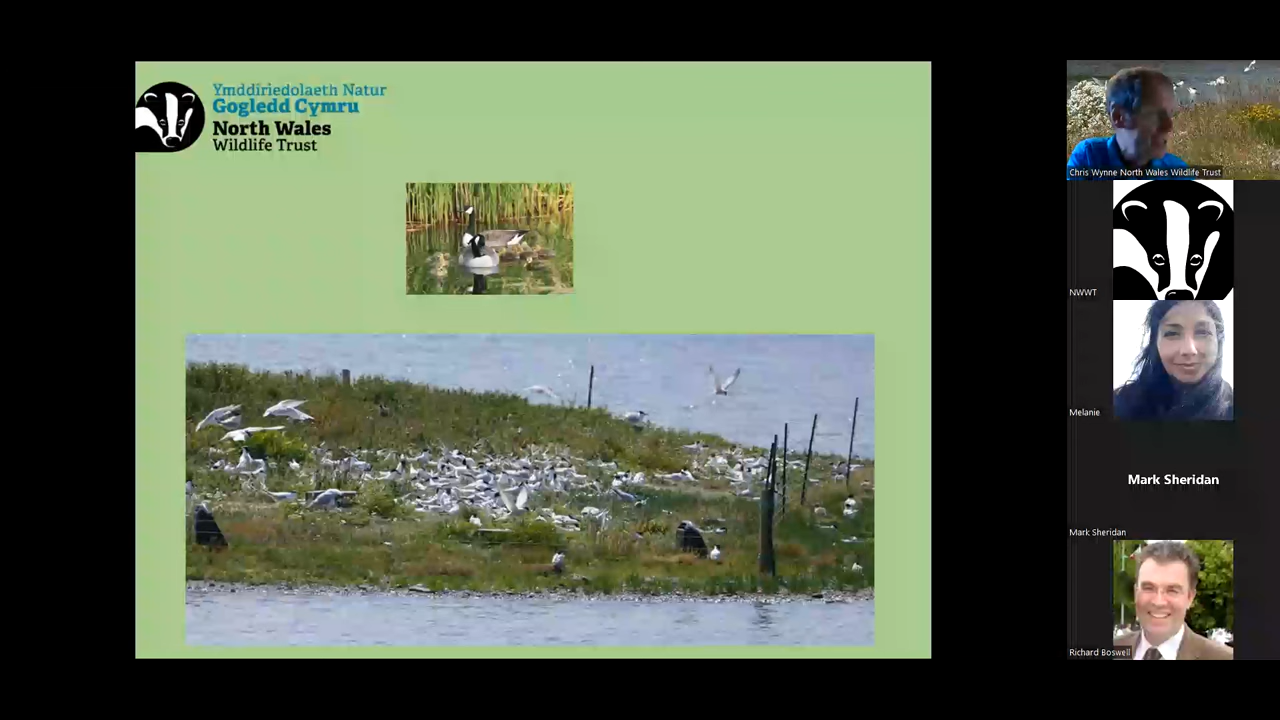 Ymddiriedolaeth Natur
Gogledd Cymru
North Wales
Wildlife Trust
Chris Wynne North Wales Wildlife Trust
NWWT
Melanie
Mark Sheridan
Mark Sheridan
Richard Boswell